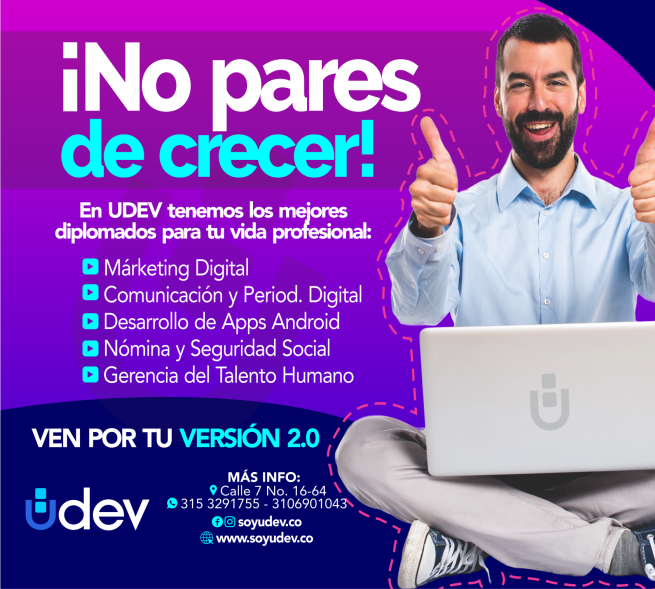 ¡No pares
de crecer!
En UDEV tenemos los mejores
diplomados para tu vida profesional:
Márketing Digital
Comunicación y Period. Digital
Desarrollo de Apps Android
Nómina y Seguridad Social
Gerencia del Talento Humano
VEN POR TU VERSIÓN 2.0
Udev
MÁS INFO:
Calle 7 No. 16-64
315 3291755 - 3106901043
soyudev.co
www.soyudev.co